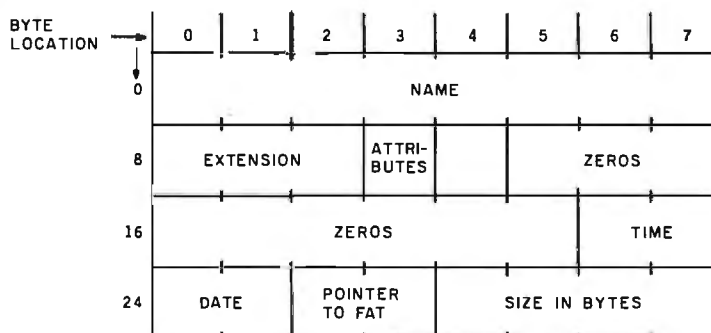 BYTE
LOCATION
0 1 2 3 4 5 6 7
0 NAME
8 EXTENSION ATTRI-
BUTES ZEROS
16 ZEROS TIME
24 DATE POINTER
TO FAT SIZE IN BYTES